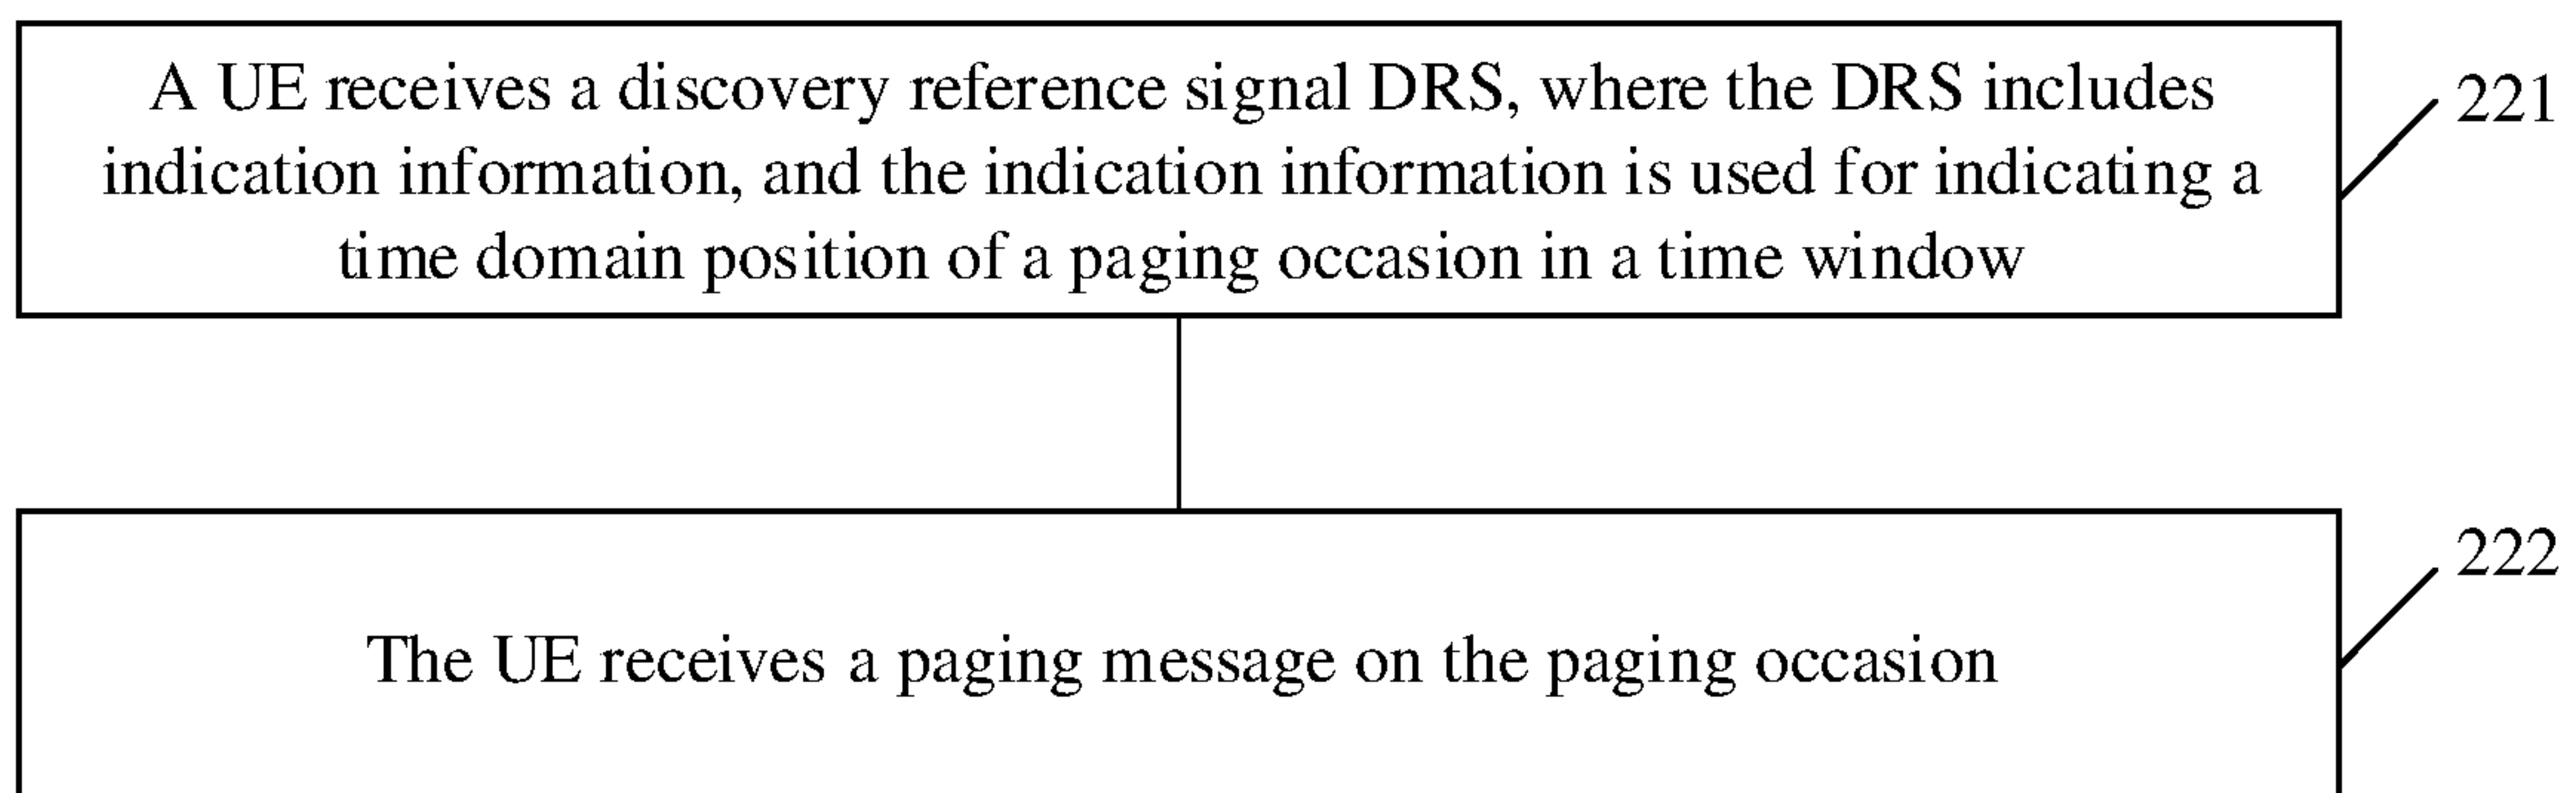 A UE receives a discovery reference signal DRS, where the DRS includes
indication information, and the indication information is used for indicating a
time domain position of a paging occasion in a time window
221
The UE receives a paging message on the paging occasion
222